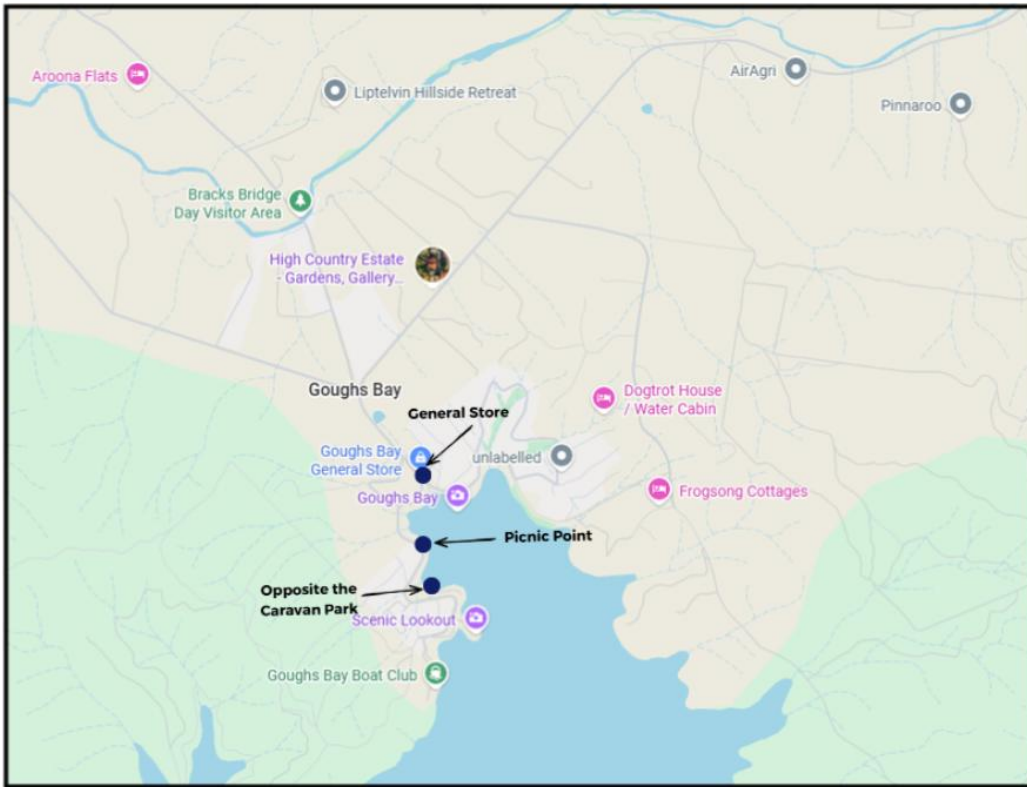 Aroona Flats
Liptelvin Hillside Retreat
AirAgri
Pinnaroo
Bracks Bridge
Day Visitor Area
High Country Estate
- Gardens, Gallery...
Goughs Bay
General Store
Dogtrot House
/ Water Cabin
Goughs Bay
General Store
unlabelled
Goughs Bay
Frogsong Cottages
Picnic Point
Opposite the
Caravan Park
Scenic Lookout
Goughs Bay Boat Club